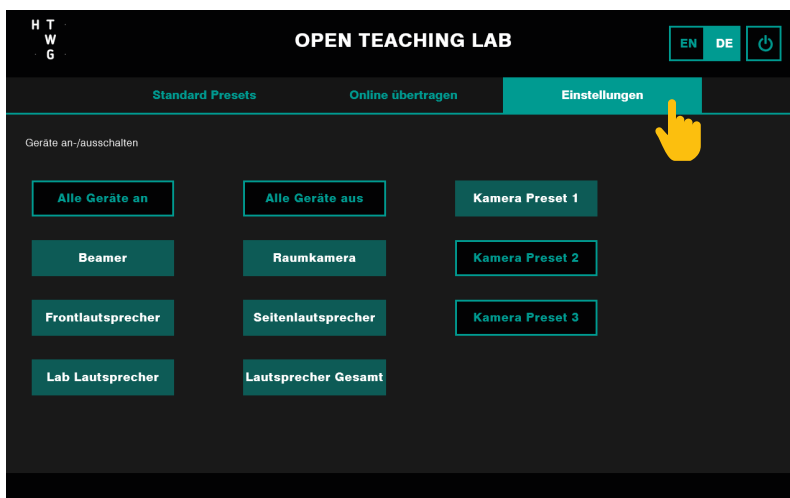 H T
W
G
OPEN TEACHING LAB
EN DE
Standard Presets Online übertragen Einstellungen
Geräte an-/ausschalten
Alle Geräte an Alle Geräte aus Kamera Preset 1
Beamer Raumkamera Kamera Preset 2
Frontlautsprecher Seitenlautsprecher Kamera Preset 3
Lab Lautsprecher Lautsprecher Gesamt